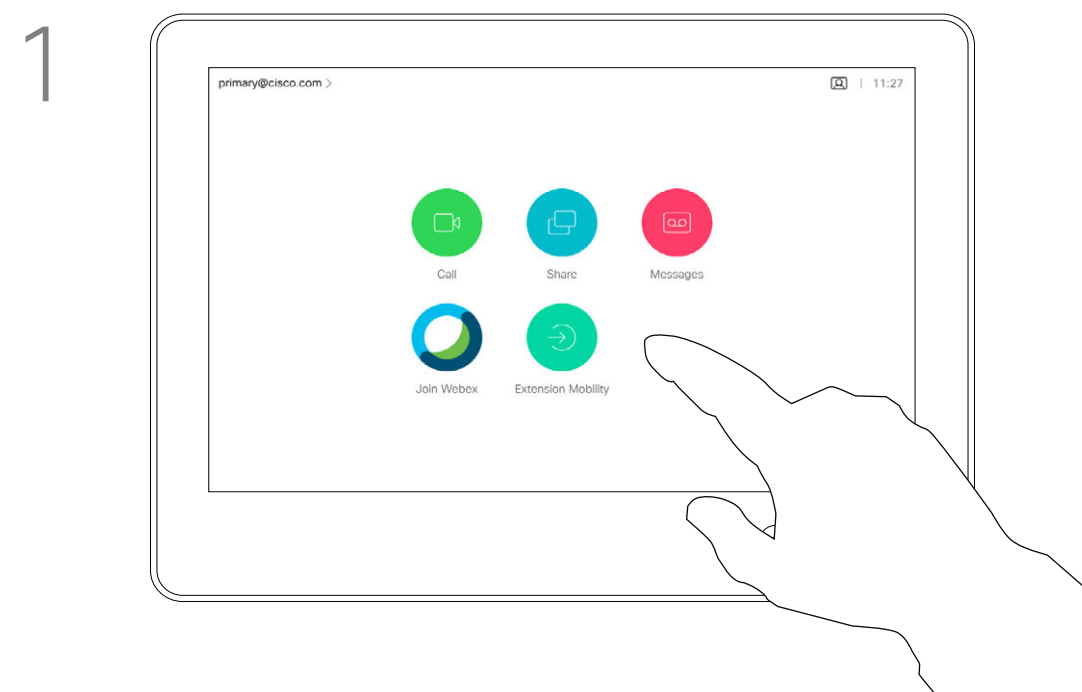 1
primary@cisco.com >
11:27
Call
Share
Messages
Join Webex
Extension Mobility